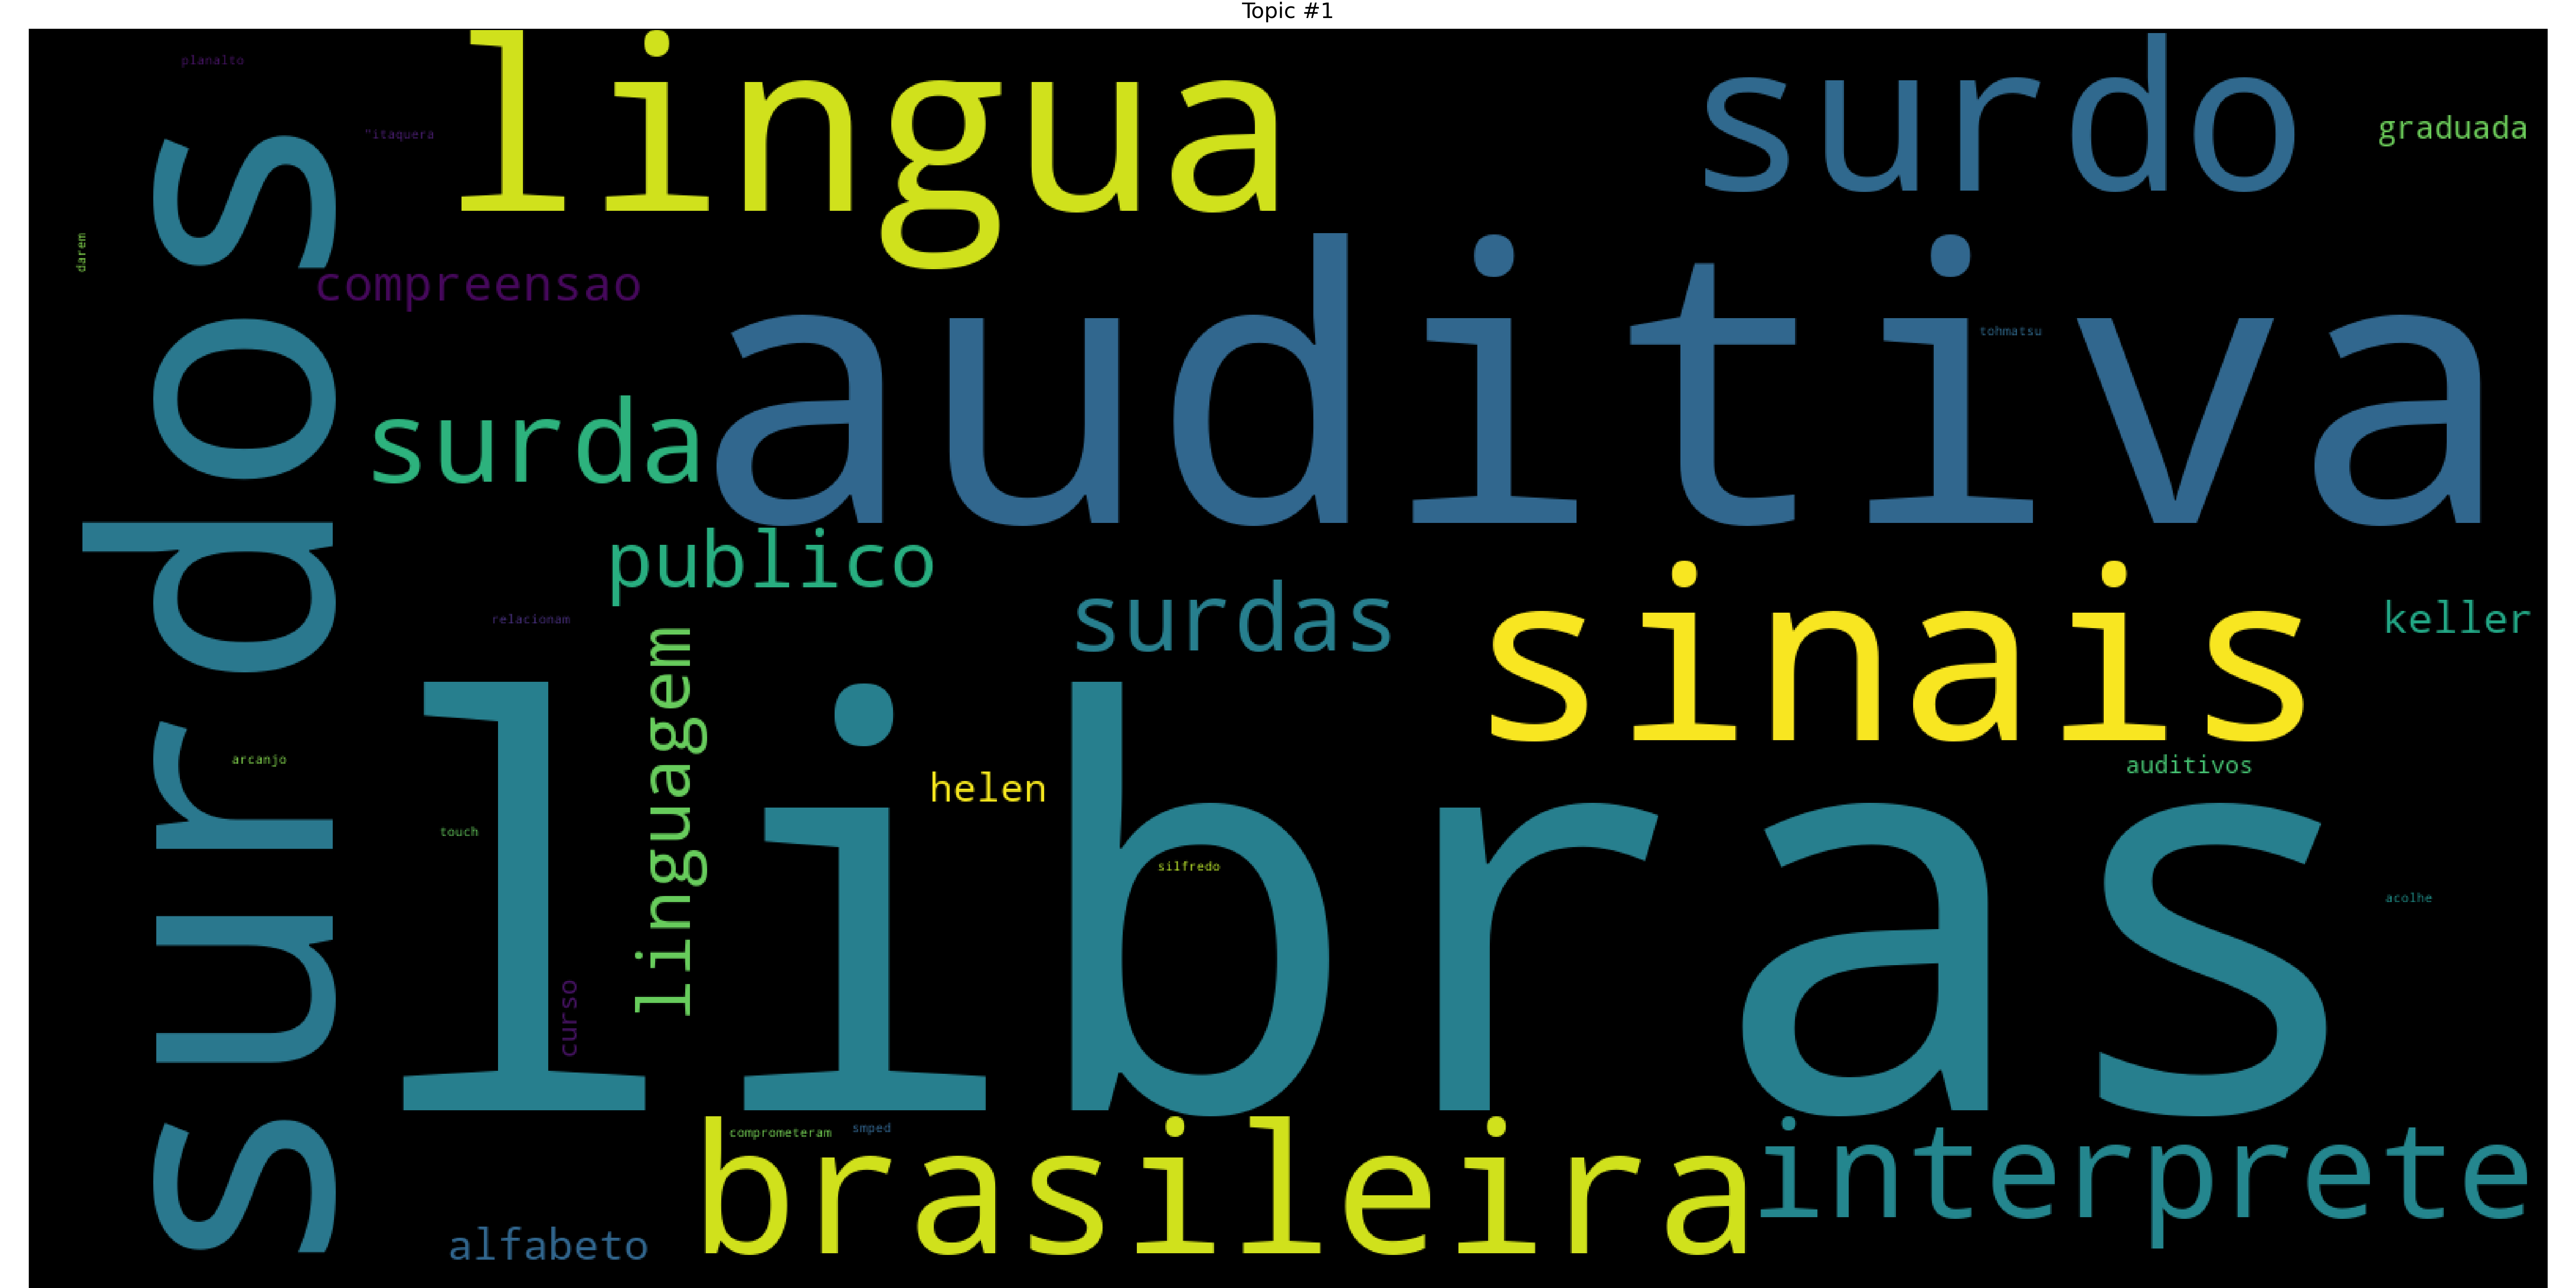 Topic #1
planalto
lingua
surdo
graduada
"itaquera
surdos
darem
compreensao
auditiva
tohmatsu
surda
publico
surdas
sinais
keller
relacionam
linguagem
libras
arcanjo
helen
auditivos
touch
silfredo
acolhe
curso
comprometeram
smped
brasileira
interprete
alfabeto